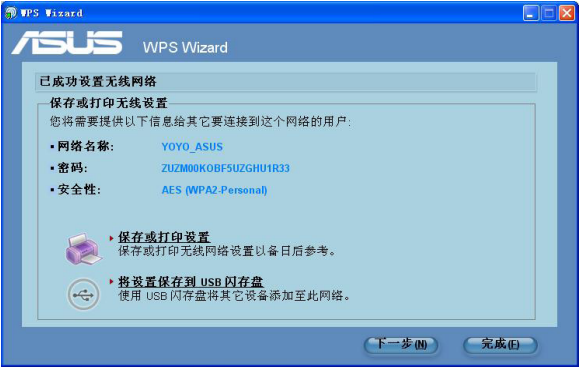 WPS Wizard
ASUS WPS Wizard
已成功设置无线网络
保存或打印无线设置
您将需要提供以下信息给其它要连接到这个网络的用户:
▪网络名称: YOYO_ASUS
▪密码: ZUZM00KOBF5UZGHU1R33
▪安全性: AES (WPA2-Personal)
保存或打印设置
保存或打印无线网络设置以备日后参考。
将设置保存到 USB 闪存盘
使用 USB 闪存盘将其它设备添加至此网络。
下一步(N) 完成(E)